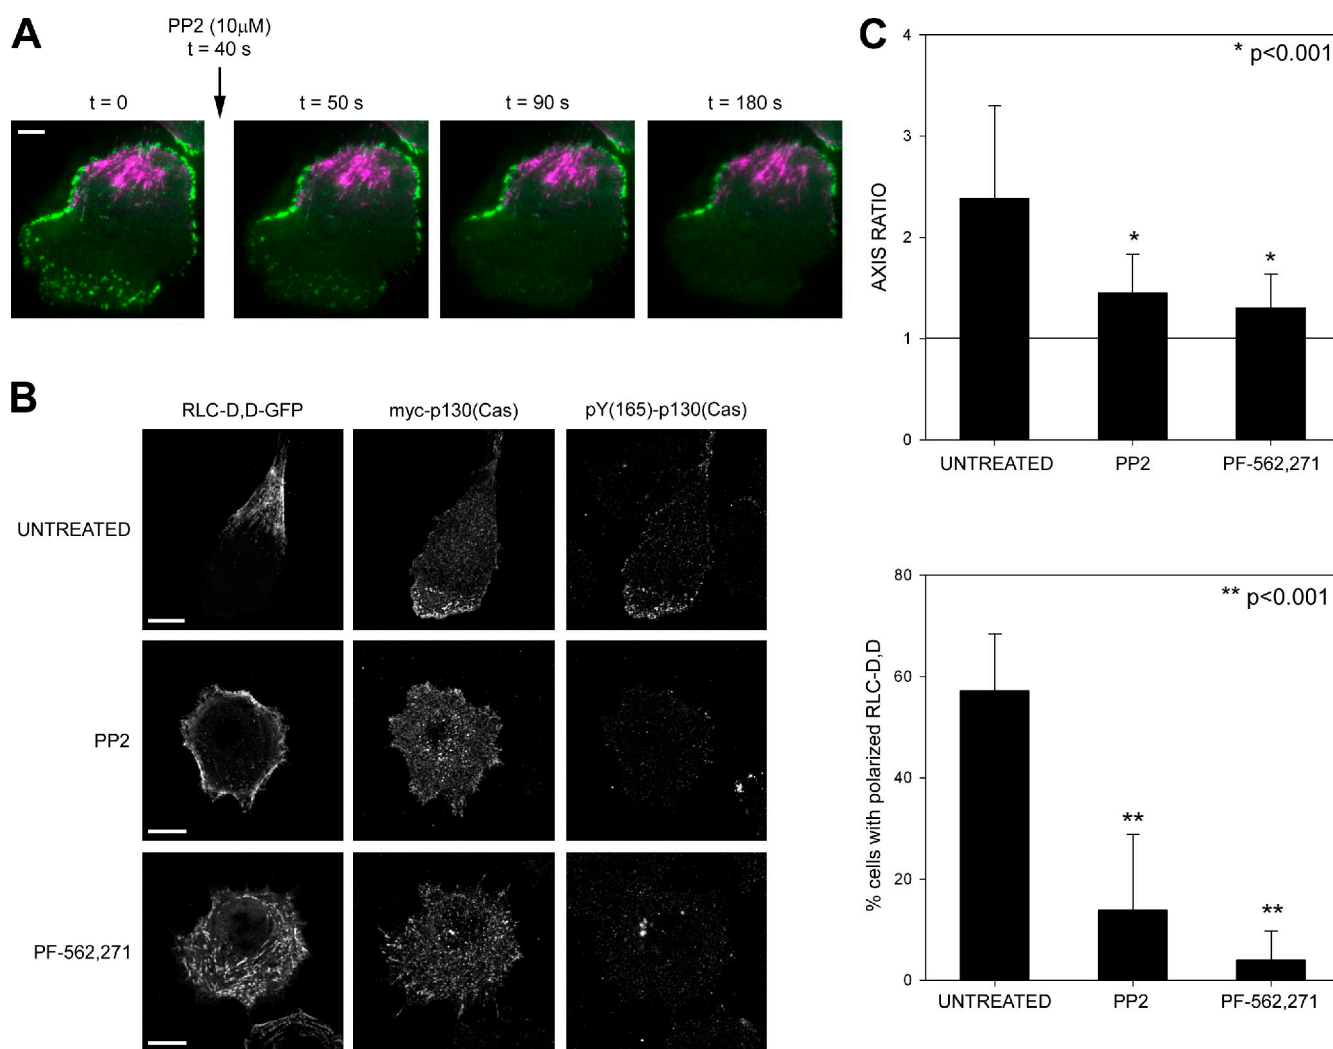 A
PP2 (10µM)
t = 40 s
t = 0
t = 50 s
t = 90 s
t = 180 s
B
RLC-D,D-GFP
myc-p130(Cas)
pY(165)-p130(Cas)
UNTREATED
PP2
PF-562,271
C
4
* p<0.001
3
2
1
0
AXIS RATIO
*
*
UNTREATED
PP2
PF-562,271
80
** p<0.001
60
40
20
0
% cells with polarized RLC-D,D
**
**
UNTREATED
PP2
PF-562,271